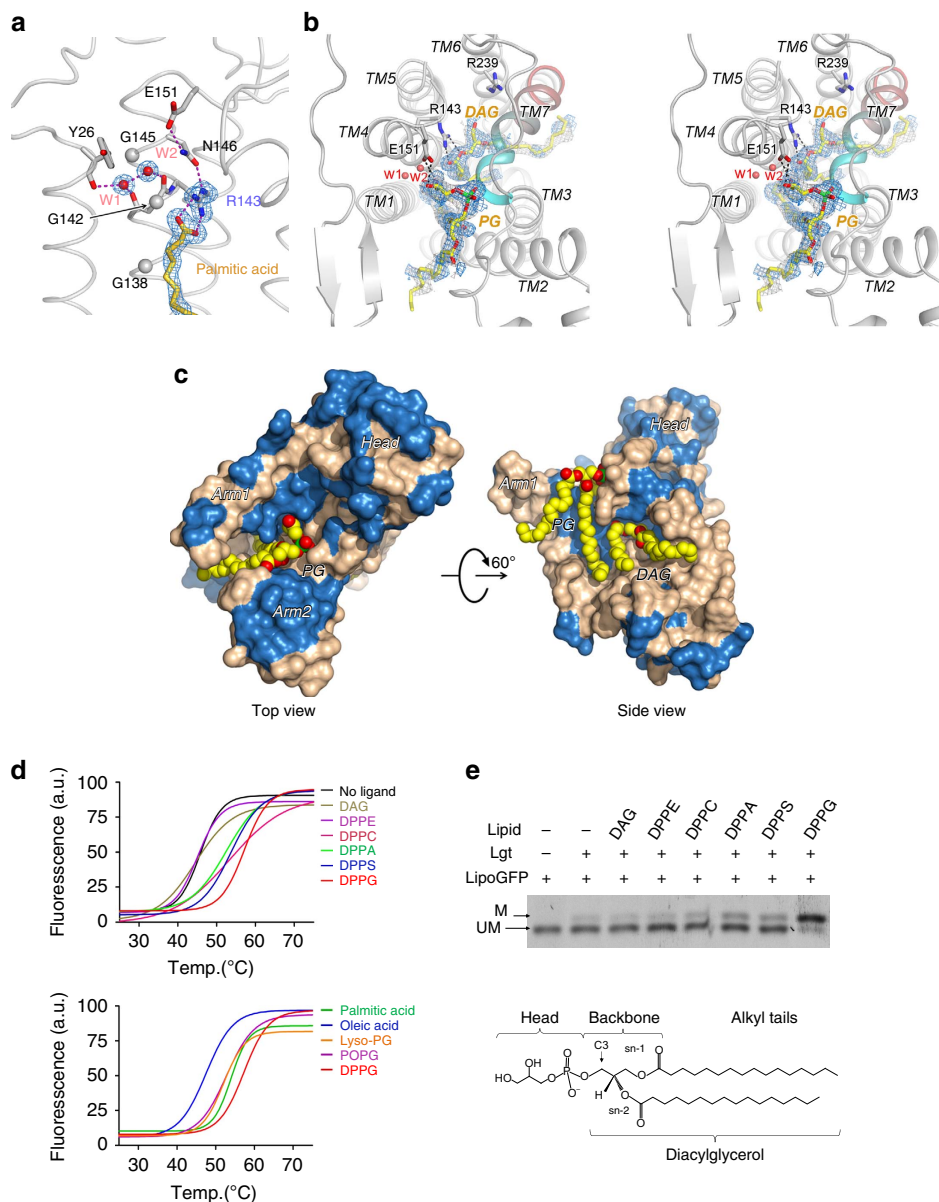 a
E151
Y26
G145
W2
N146
W1
R143
G142
Palmitic acid
G138
b
TM6
R239
TM5
R143
DAG
TM7
TM4
E151
W1
W2
TM1
TM3
PG
TM2
TM6
R239
TM5
R143
DAG
TM7
TM4
E151
W1
W2
TM1
TM3
PG
TM2
c
Head
Arm1
PG
Arm2
Top view
60°
Head
Arm1
PG
DAG
Side view
d
Fluoresscence (a.u.)
100
75
50
25
0
30 40 50 60 70
Temp.(°C)
No ligand
DAG
DPPE
DPPC
DPPA
DPPS
DPPG
Fluoresscence (a.u.)
100
75
50
25
0
30 40 50 60 70
Temp.(°C)
Palmitic acid
Oleic acid
Lyso-PG
POPG
DPPG
e
Lipid – – DAG DPPE DPPC DPPA DPPS DPPG
Lgt – + + + + + + +
LipoGFP + + + + + + + +
M
UM
Head Backbone Alkyl tails
C3 sn-1
OH O O
HO O P O O
O–
H O
sn-2
O
Diacylglycerol